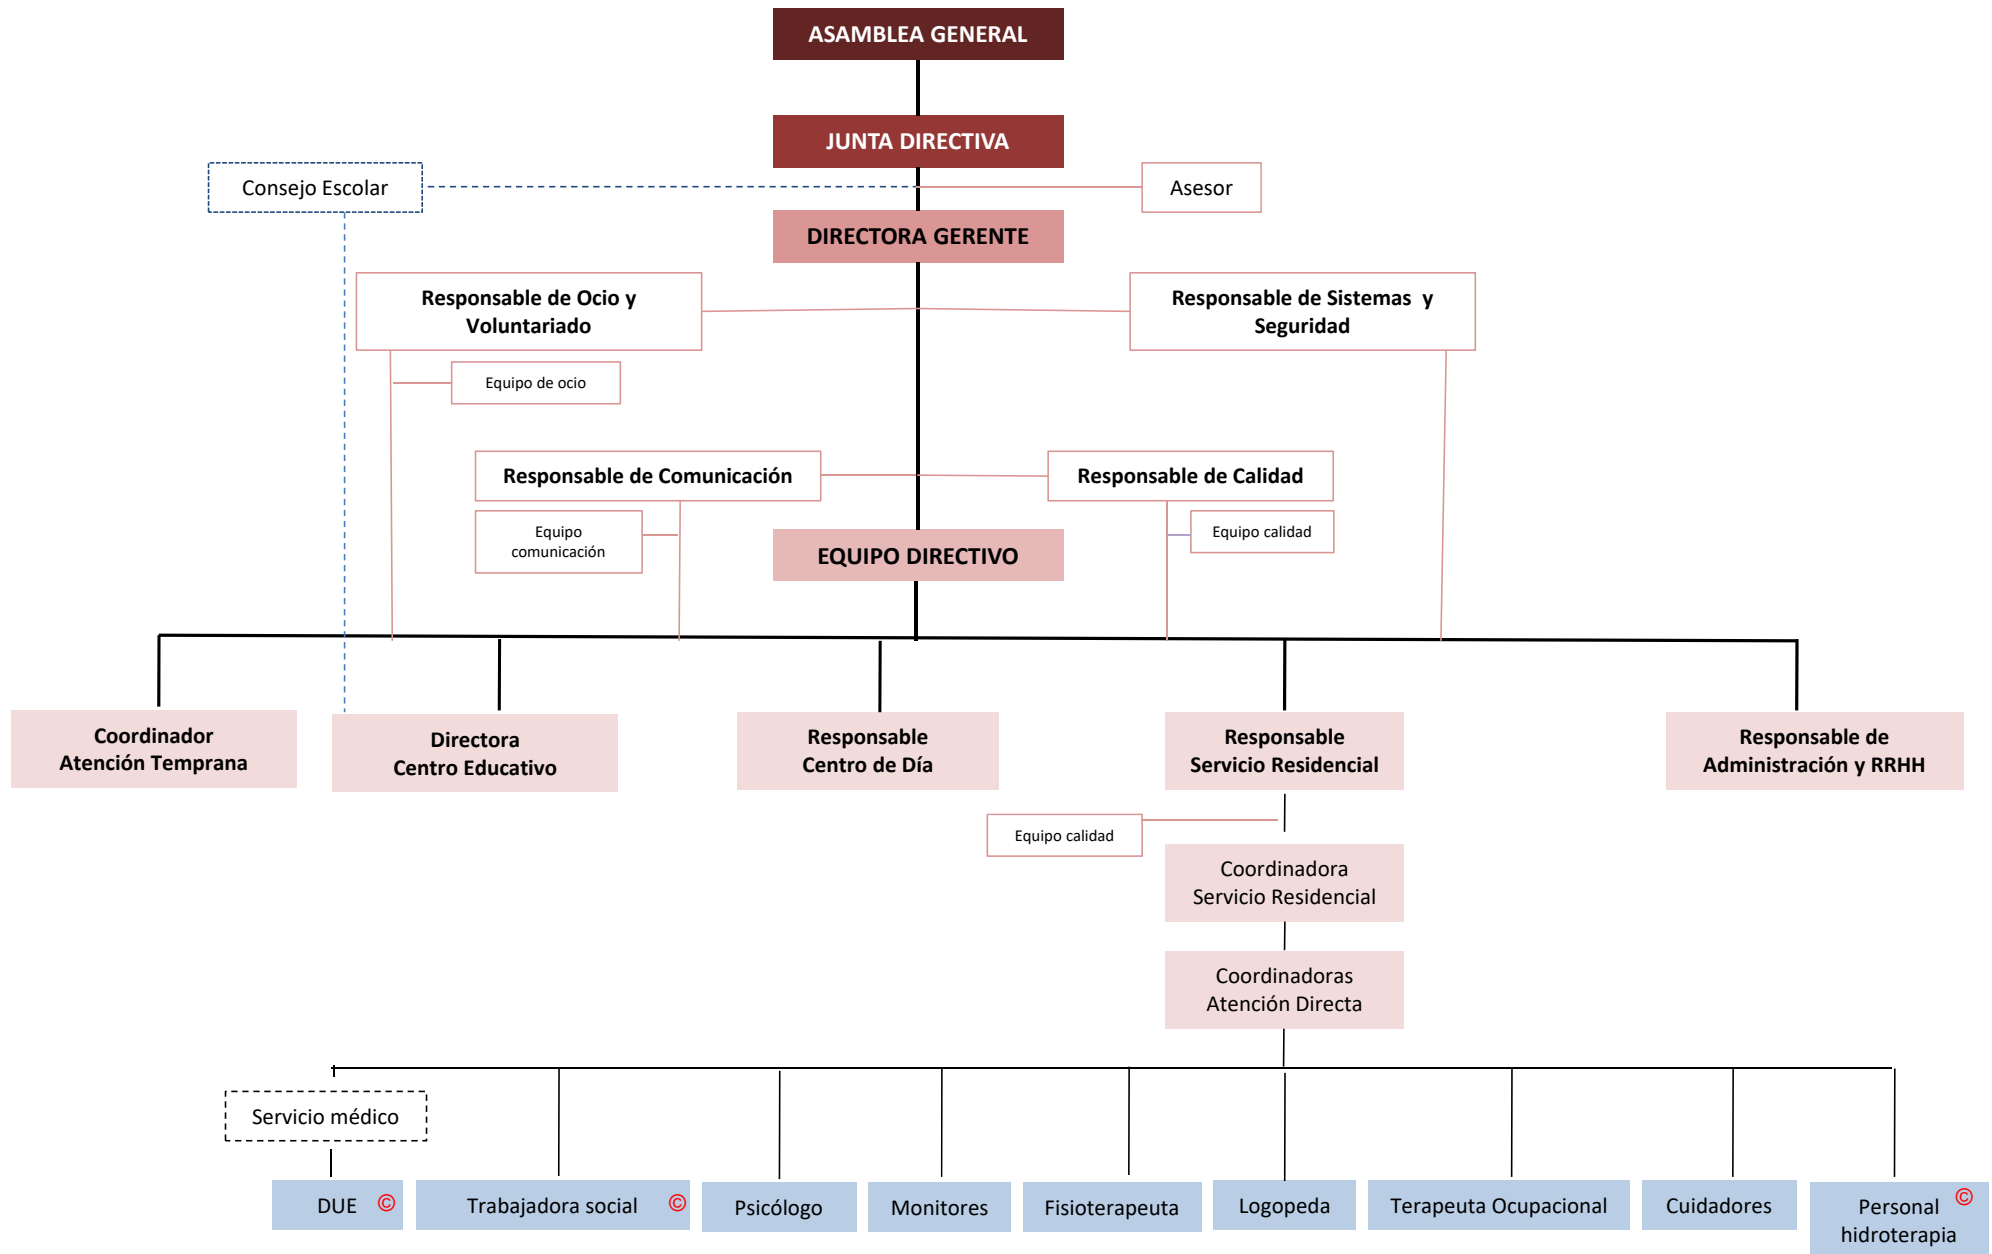 ASAMBLEA GENERAL
JUNTA DIRECTIVA
Consejo Escolar
Asesor
DIRECTORA GERENTE
Responsable de Ocio y
Voluntariado
Responsable de Sistemas y
Seguridad
Equipo de ocio
Responsable de Comunicación
Responsable de Calidad
Equipo
comunicación
Equipo calidad
EQUIPO DIRECTIVO
Coordinador
Atención Temprana
Directora
Centro Educativo
Responsable
Centro de Día
Responsable
Servicio Residencial
Responsable de
Administración y RRHH
Equipo calidad
Coordinadora
Servicio Residencial
Coordinadoras
Atención Directa
Servicio médico
DUE ©
Trabajadora social ©
Psicólogo
Monitores
Fisioterapeuta
Logopeda
Terapeuta Ocupacional
Cuidadores
Personal ©
hidroterapia